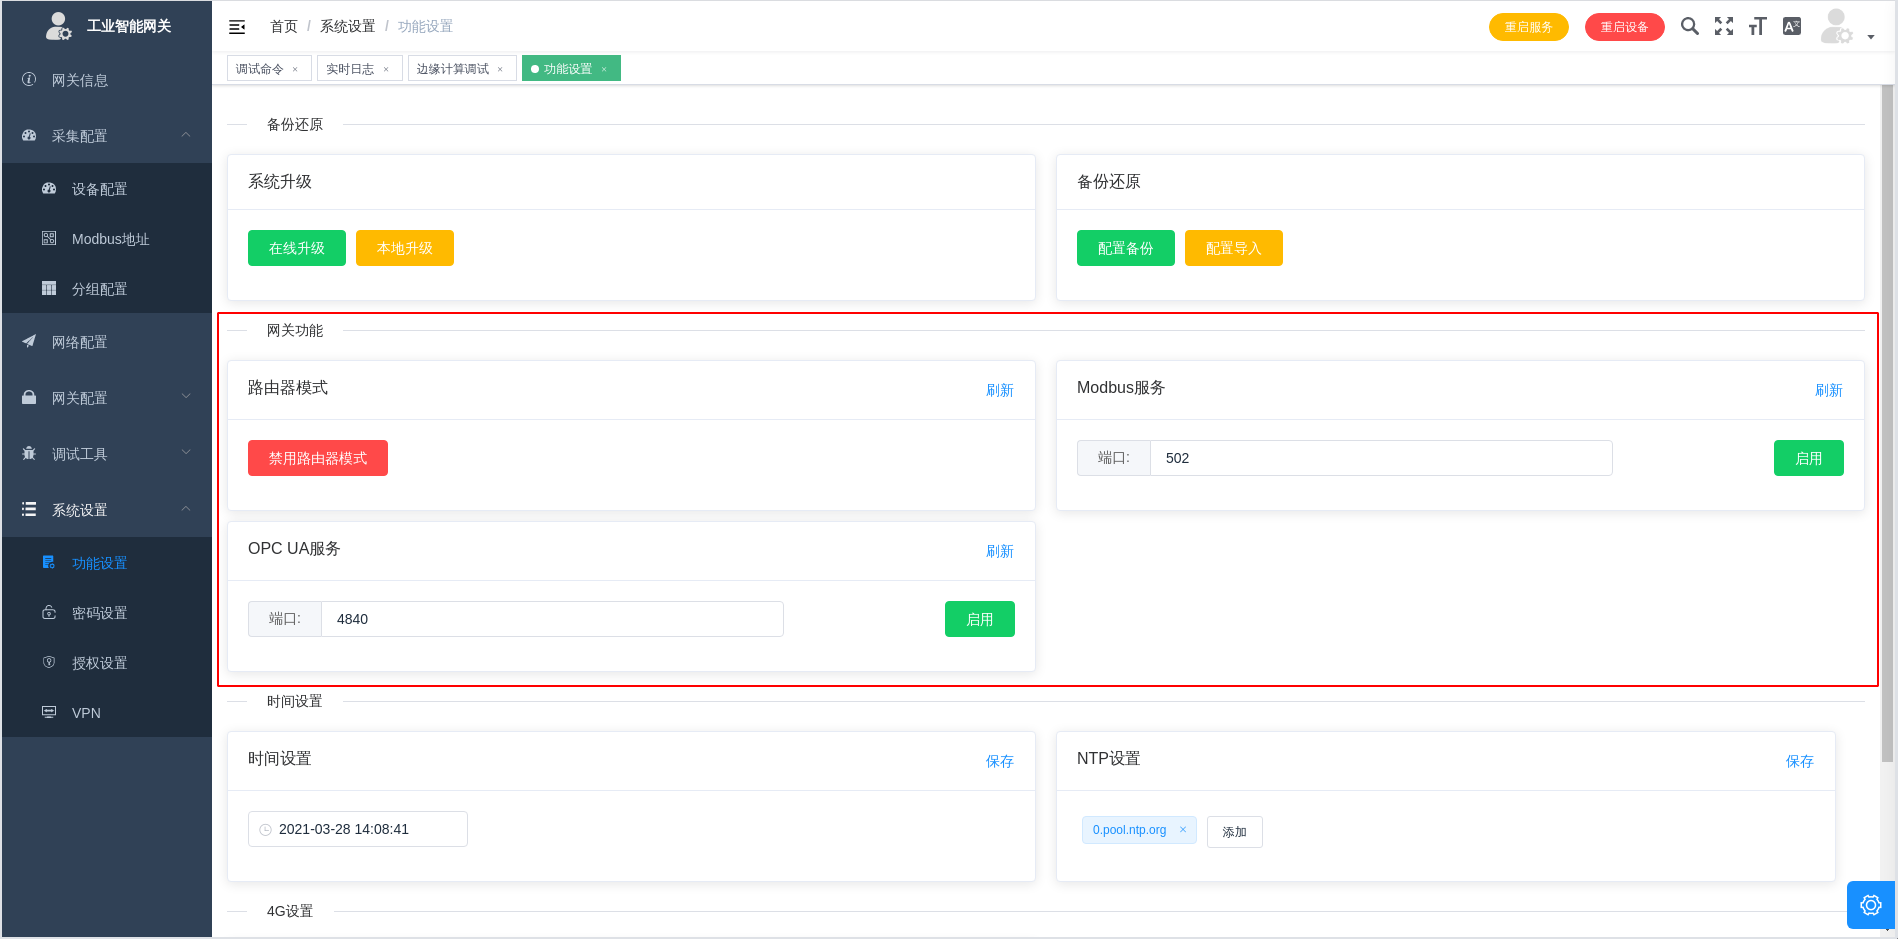 工业智能网关
首页 / 系统设置 / 功能设置
重启服务
重启设备
调试命令 ×
实时日志 ×
边缘计算调试 ×
功能设置 ×
网关信息
采集配置
设备配置
Modbus地址
分组配置
网络配置
网关配置
调试工具
系统设置
功能设置
密码设置
授权设置
VPN
备份还原
系统升级
在线升级
本地升级
备份还原
配置备份
配置导入
网关功能
路由器模式
刷新
禁用路由器模式
Modbus服务
刷新
端口:
502
启用
OPC UA服务
刷新
端口:
4840
启用
时间设置
时间设置
保存
2021-03-28 14:08:41
NTP设置
保存
0.pool.ntp.org ×
添加
4G设置